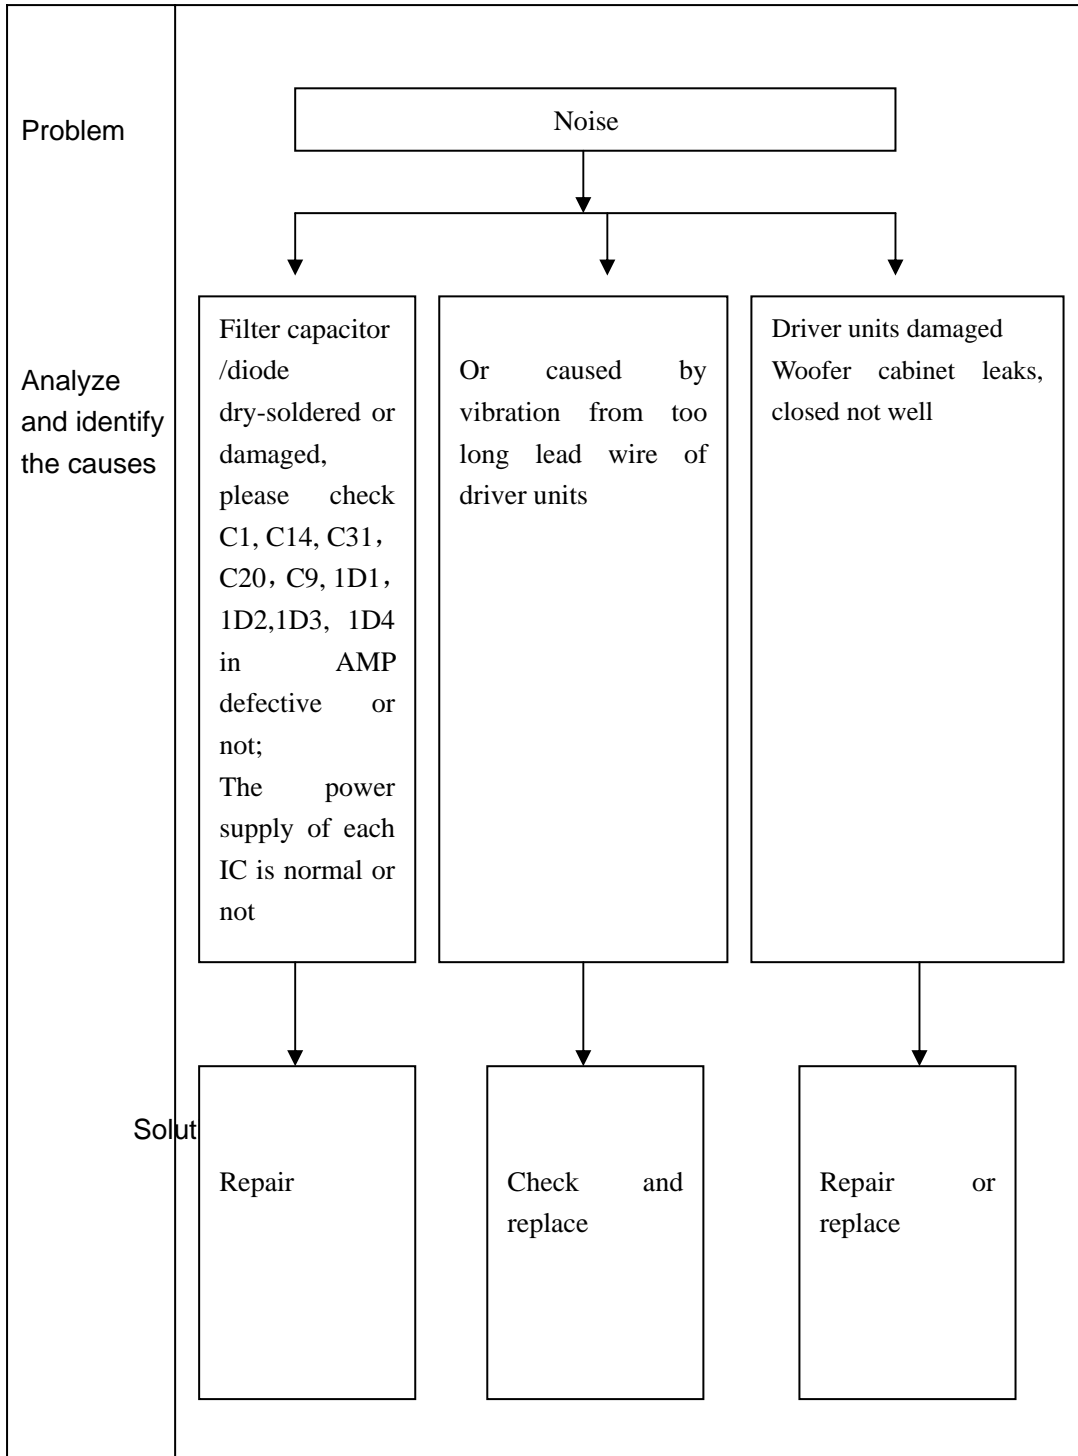 Problem
Noise
Analyze
and identify
the causes
Filter capacitor
/diode
dry-soldered or
damaged,
please check
C1, C14, C31，
C20，C9, 1D1，
1D2,1D3, 1D4
in AMP
defective or
not;
The power
supply of each
IC is normal or
not
Or caused by
vibration from too
long lead wire of
driver units
Driver units damaged
Woofer cabinet leaks,
closed not well
Solut
Repair
Check and
replace
Repair or
replace